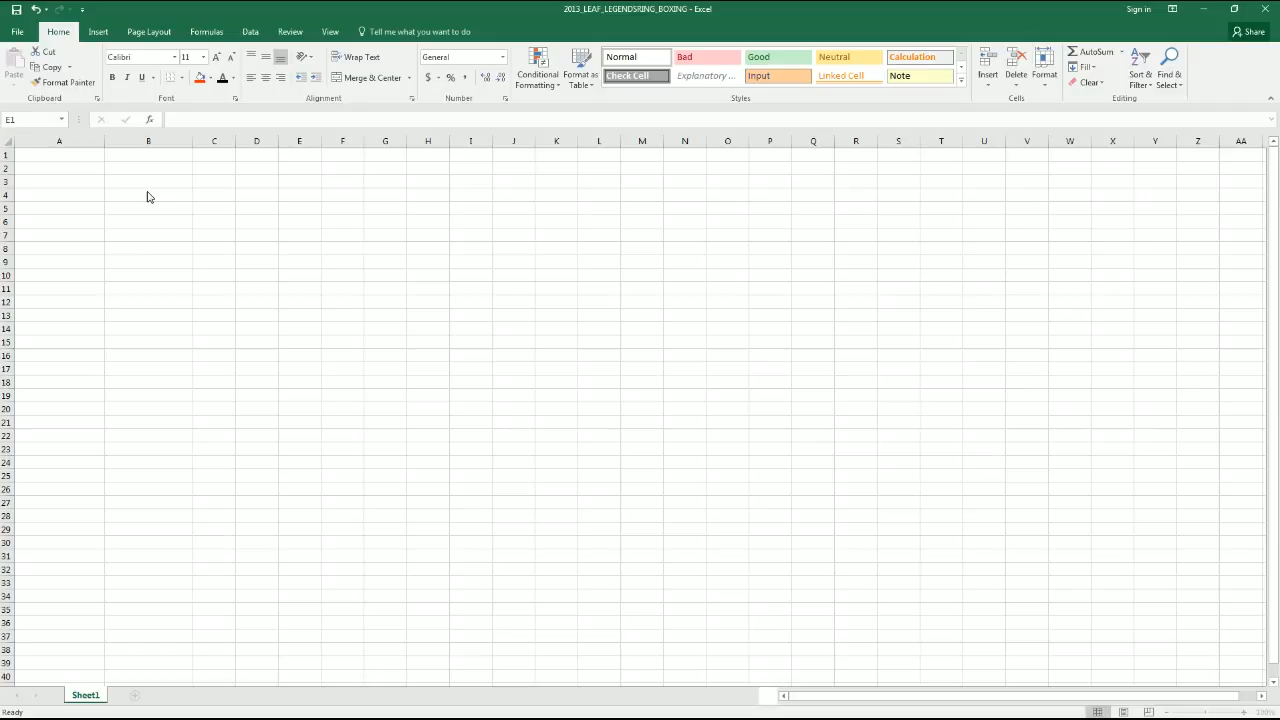 2013_LEAF_LEGENDSRING_BOXING - Excel
Sign in
File Home Insert Page Layout Formulas Data Review View Tell me what you want to do
Share
Paste
Cut
Copy
Format Painter
Clipboard
Calibri 11
B I U
Font
Wrap Text
Merge & Center
Alignment
General
$ %
Number
Conditional Formatting
Format as Table
Normal Bad Good Neutral Calculation
Check Cell Explanatory ... Input Linked Cell Note
Styles
Insert Delete Format
Cells
AutoSum
Fill
Clear
Sort & Filter
Find & Select
Editing
E1
fx
A B C D E F G H I J K L M N O P Q R S T U V W X Y Z AA
1
2
3
4
5
6
7
8
9
10
11
12
13
14
15
16
17
18
19
20
21
22
23
24
25
26
27
28
29
30
31
32
33
34
35
36
37
38
39
40
Sheet1
Ready
100%